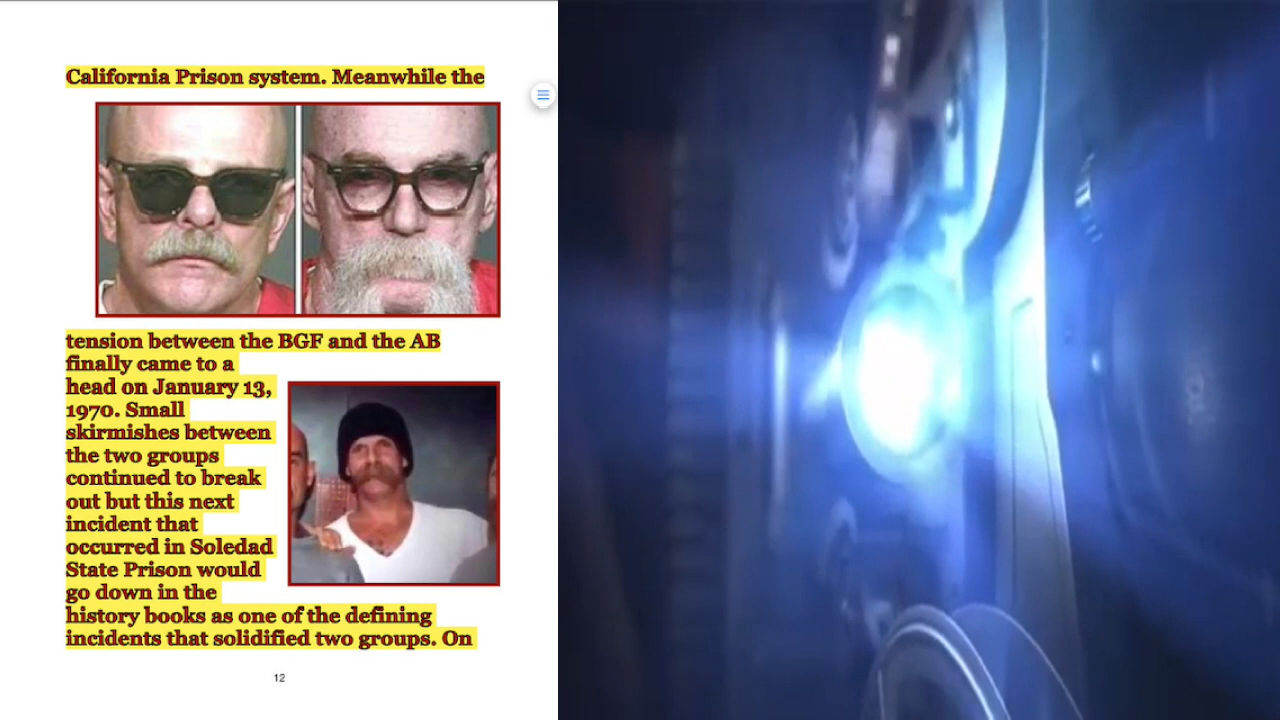 California Prison system. Meanwhile the
tension between the BGF and the AB
finally came to a
head on January 13,
1970. Small
skirmishes between
the two groups
continued to break
out but this next
incident that
occurred in Soledad
State Prison would
go down in the
history books as one of the defining
incidents that solidified two groups. On
12